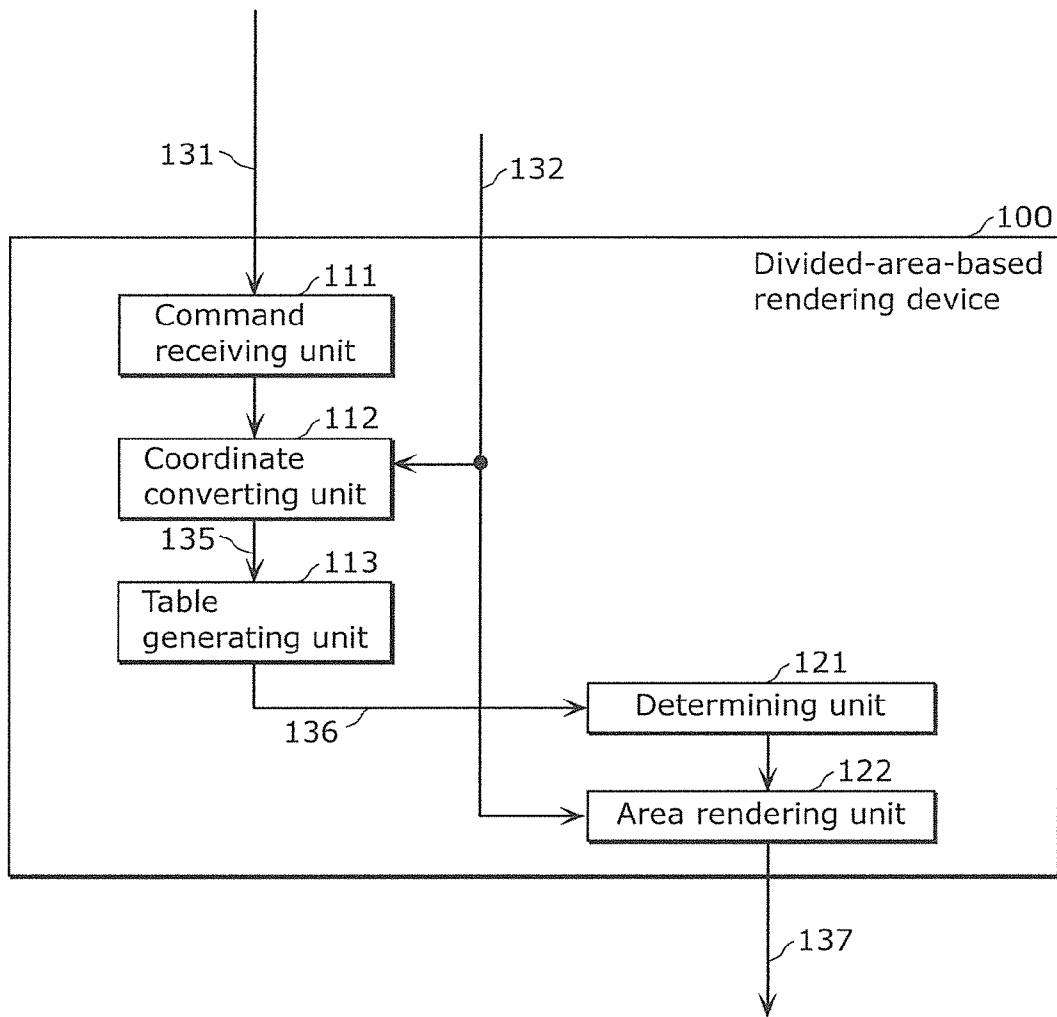 131
132
100
Divided-area-based
rendering device
111
Command
receiving unit
112
Coordinate
converting unit
135
113
Table
generating unit
121
Determining unit
136
122
Area rendering unit
137